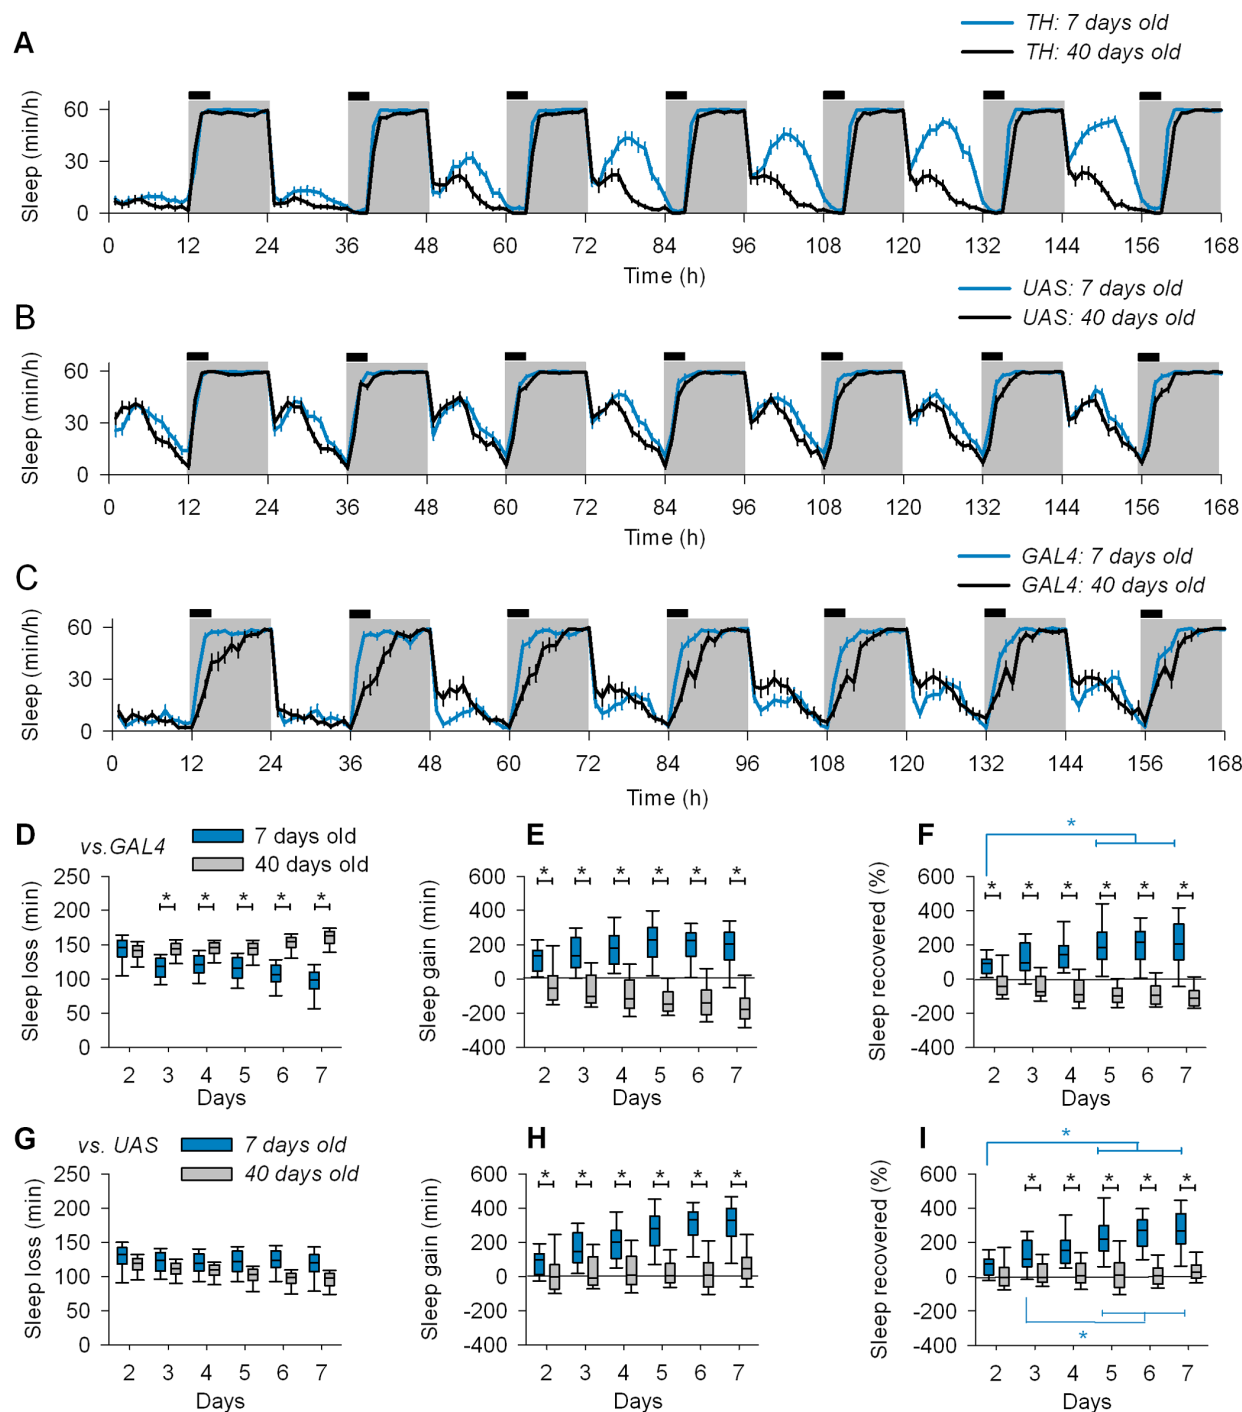 A
TH: 7 days old
TH: 40 days old
Sleep (min/h)
60
30
0
0 12 24 36 48 60 72 84 96 108 120 132 144 156 168
Time (h)
B
UAS: 7 days old
UAS: 40 days old
Sleep (min/h)
60
30
0
0 12 24 36 48 60 72 84 96 108 120 132 144 156 168
Time (h)
C
GAL4: 7 days old
GAL4: 40 days old
Sleep (min/h)
60
30
0
0 12 24 36 48 60 72 84 96 108 120 132 144 156 168
Time (h)
D
vs.GAL4
7 days old
40 days old
Sleep loss (min)
250
200
150
100
50
0
* * * * *
2 3 4 5 6 7
Days
E
Sleep gain (min)
600
400
200
0
-200
-400
* * * * * *
2 3 4 5 6 7
Days
F
*
Sleep recovered (%)
600
400
200
0
-200
-400
* * * * * *
2 3 4 5 6 7
Days
G
vs. UAS
7 days old
40 days old
Sleep loss (min)
250
200
150
100
50
0
2 3 4 5 6 7
Days
H
Sleep gain (min)
600
400
200
0
-200
-400
* * * * * *
2 3 4 5 6 7
Days
I
*
Sleep recovered (%)
600
400
200
0
-200
-400
* * * * *
*
2 3 4 5 6 7
Days